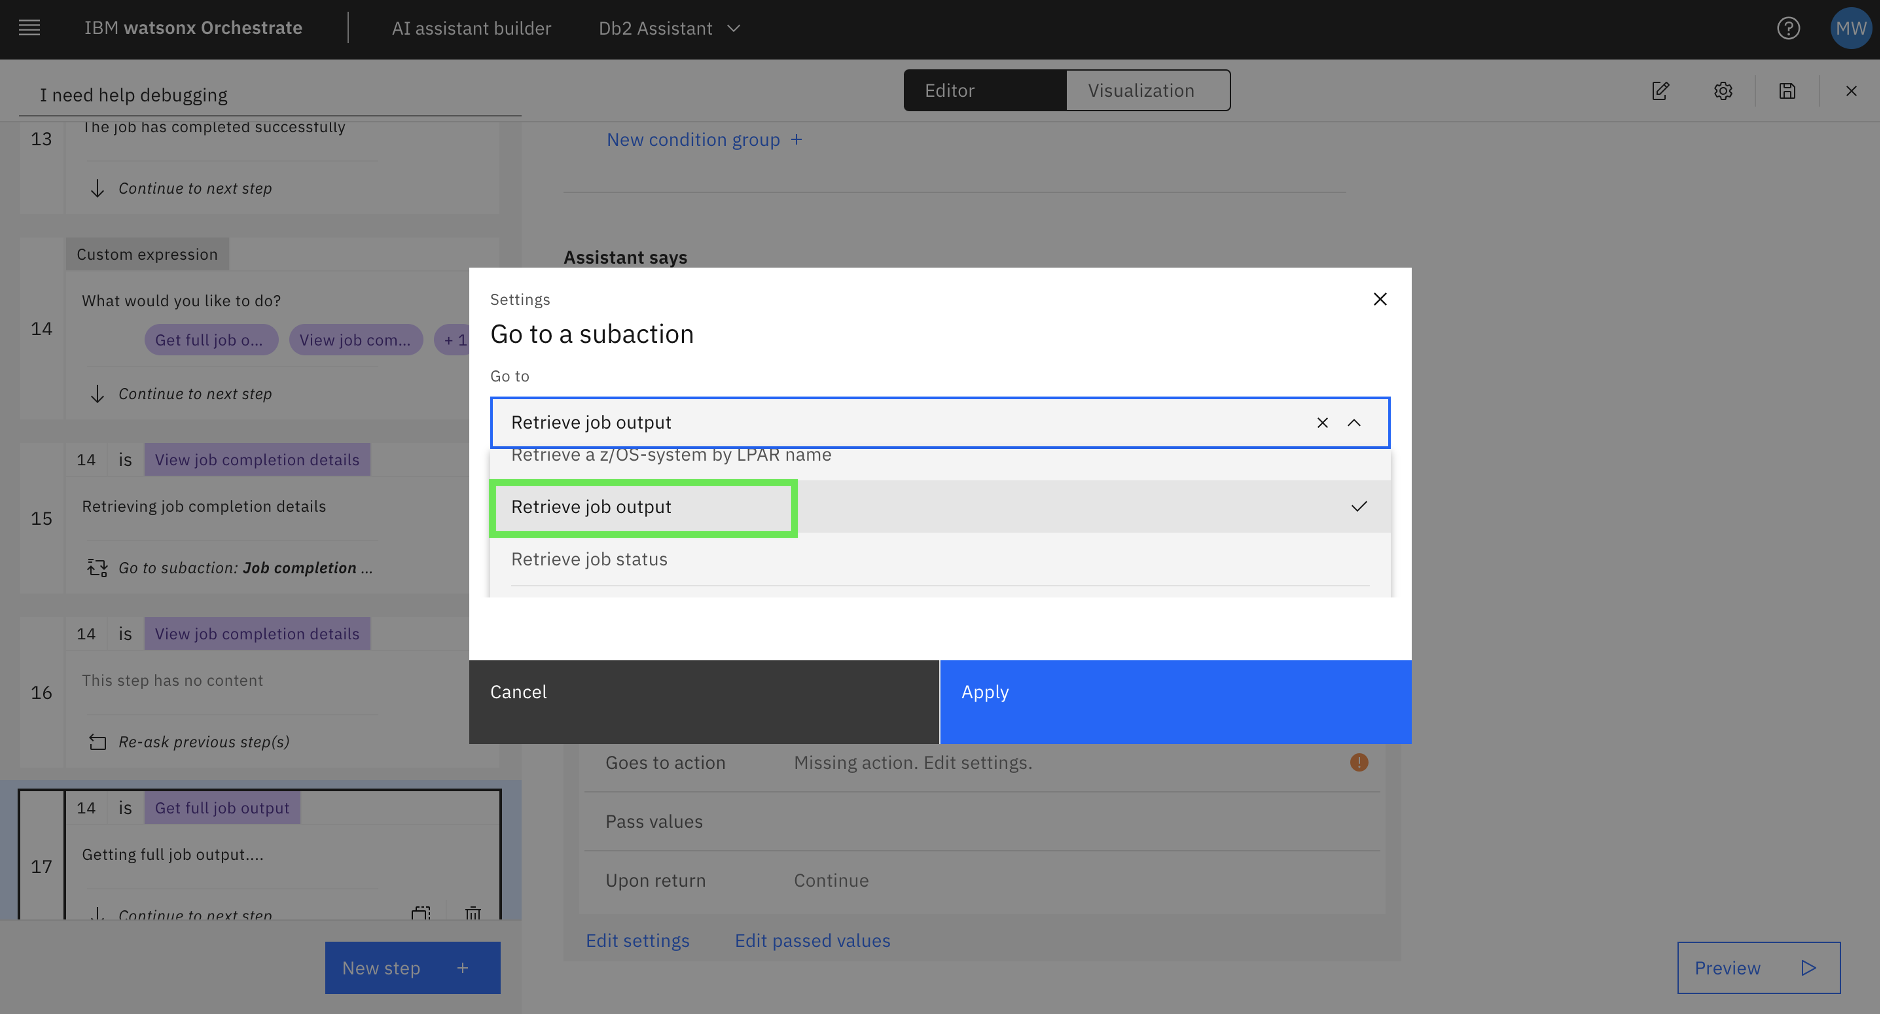 IBM watsonx Orchestrate
AI assistant builder
Db2 Assistant
MW
I need help debugging
Editor
Visualization
13
The job has completed successfully
Continue to next step
New condition group +
Custom expression
14
What would you like to do?
Get full job o...
View job com...
+ 1
Continue to next step
Assistant says
14 is View job completion details
15
Retrieving job completion details
Go to subaction: Job completion ...
14 is View job completion details
16
This step has no content
Re-ask previous step(s)
14 is Get full job output
17
Getting full job output....
Continue to next step
New step +
Settings
Go to a subaction
Go to
Retrieve job output
Retrieve a z/OS-system by LPAR name
Retrieve job output
Retrieve job status
Cancel
Apply
Goes to action
Missing action. Edit settings.
Pass values
Upon return
Continue
Edit settings
Edit passed values
Preview